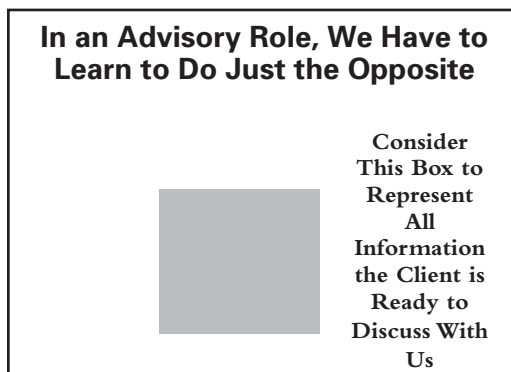 In an Advisory Role, We Have to
Learn to Do Just the Opposite
Consider
This Box to
Represent
All
Information
the Client is
Ready to
Discuss With
Us